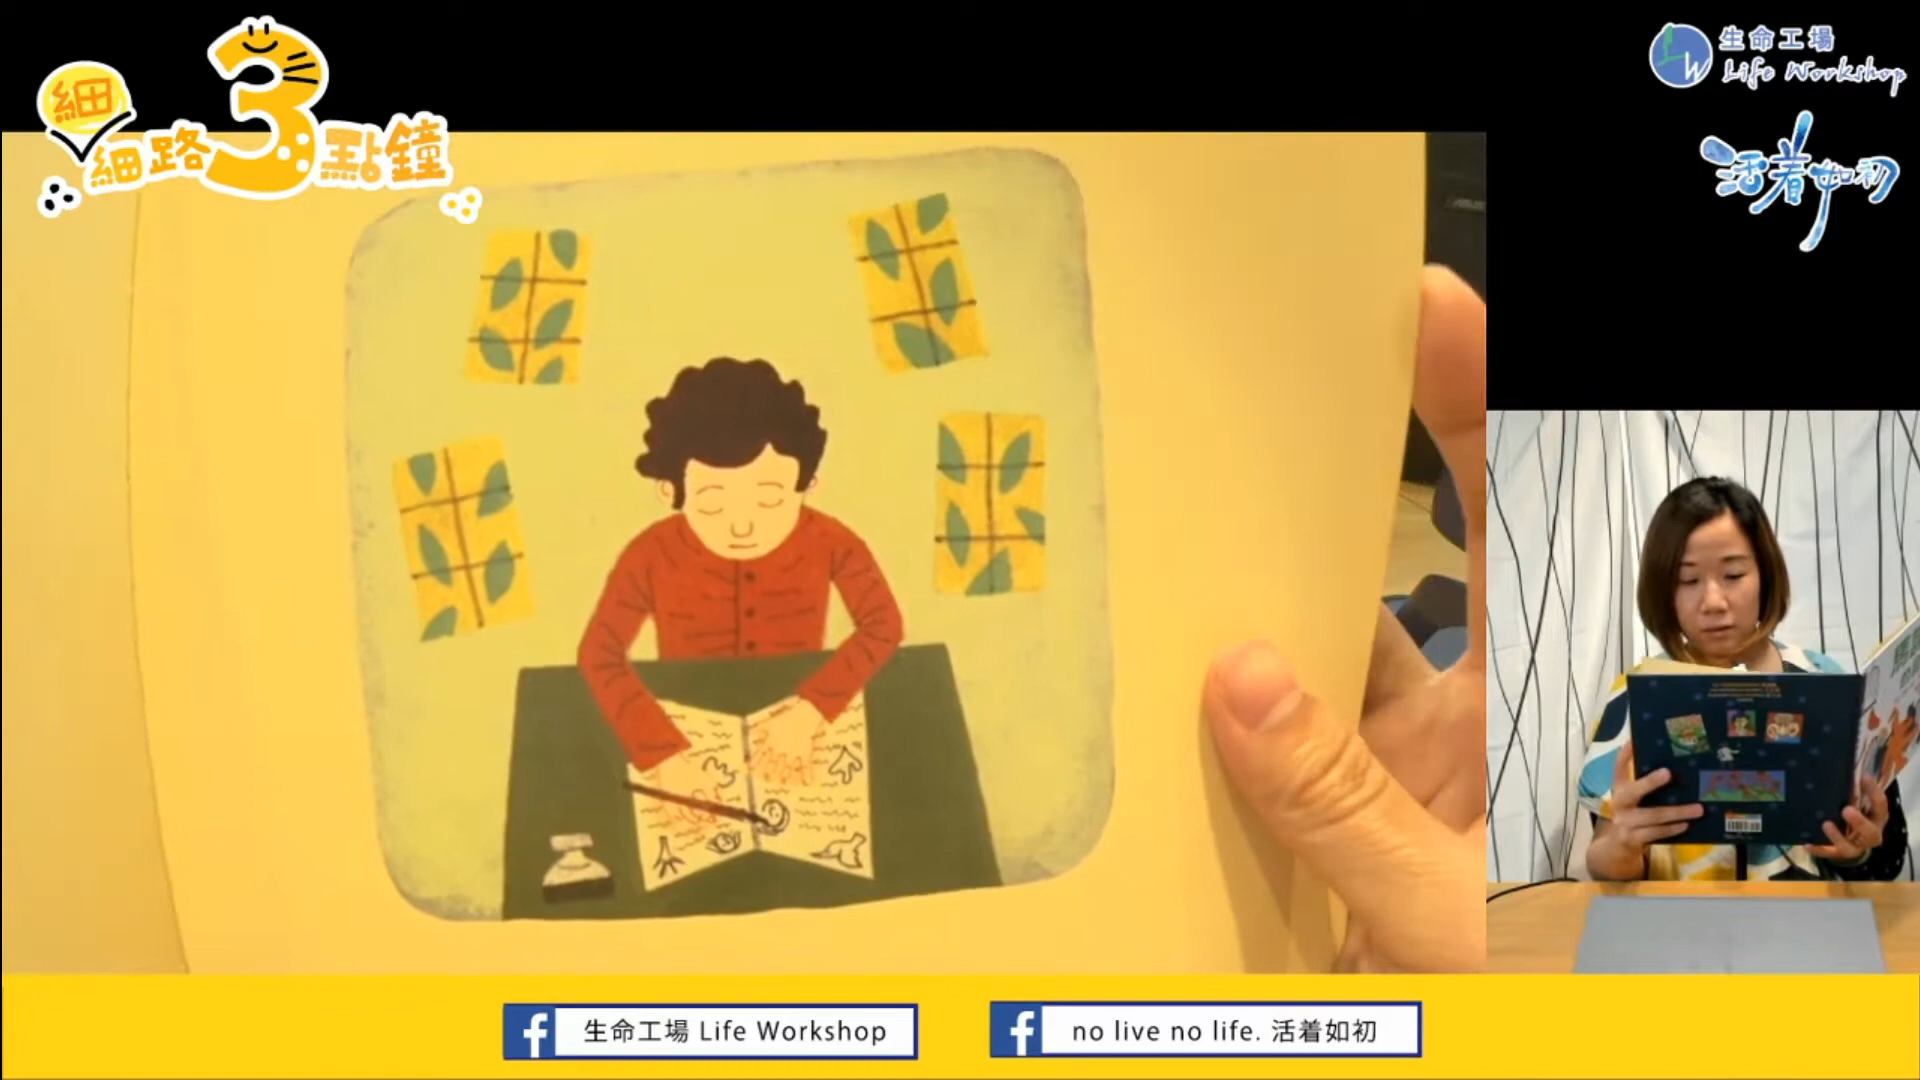 細
細路3點鐘
生命工場
Life Workshop
活着如初
生命工場 Life Workshop
no live no life. 活着如初